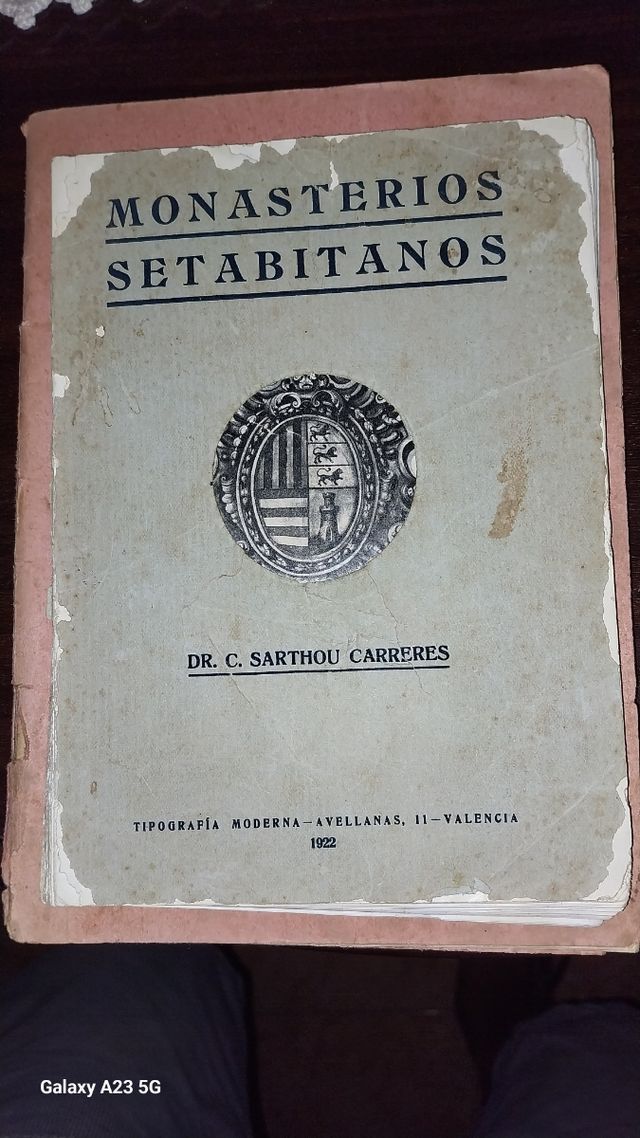 MONASTERIOS
SETABITANOS
DR. C. SARTHOU CARRERES
TIPOGRAFÍA MODERNA—AVELLANAS, 11—VALENCIA
1922
Galaxy A23 5G